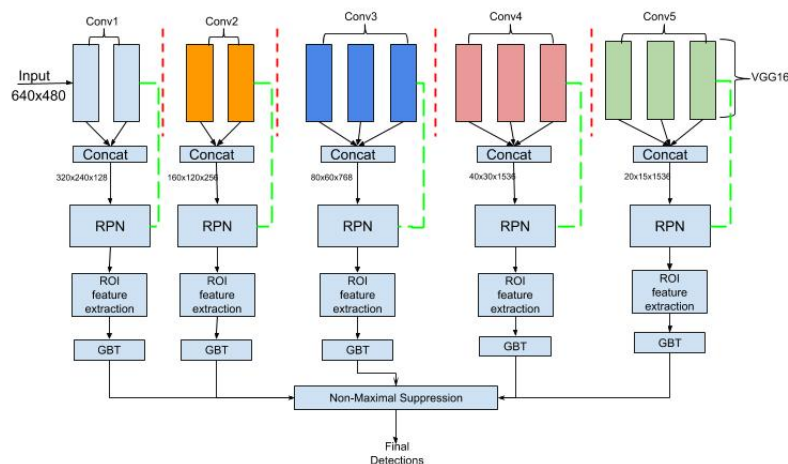 Conv1
Conv2
Conv3
Conv4
Conv5
Input
640x480
VGG16
Concat
Concat
Concat
Concat
Concat
320x240x128
160x120x256
80x60x768
40x30x1536
20x15x1536
RPN
RPN
RPN
RPN
RPN
ROI
feature
extraction
ROI
feature
extraction
ROI
feature
extraction
ROI
feature
extraction
ROI
feature
extraction
GBT
GBT
GBT
GBT
GBT
Non-Maximal Suppression
Final
Detections